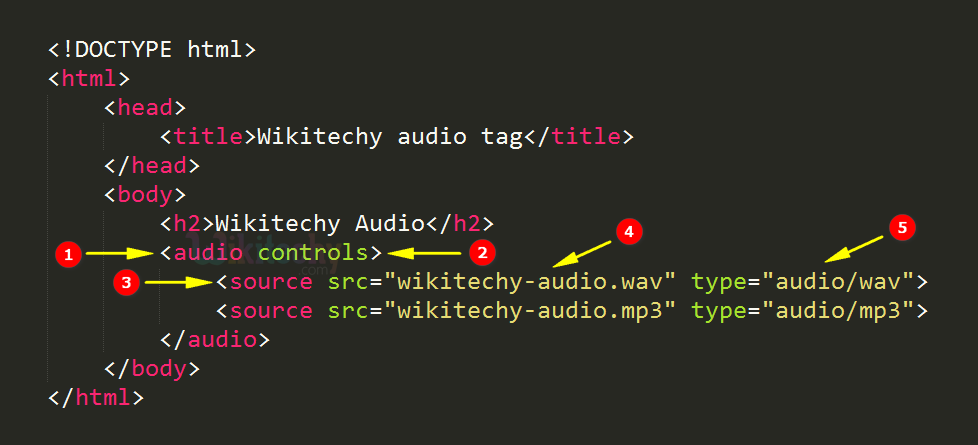 <!DOCTYPE html>
<html>
<head>
<title>Wikitechy audio tag</title>
</head>
<body>
<h2>Wikitechy Audio</h2>
1 <audio controls> 2 4 5
3 <source src="wikitechy-audio.wav" type="audio/wav">
<source src="wikitechy-audio.mp3" type="audio/mp3">
</audio>
</body>
</html>
Wikitechy
.com